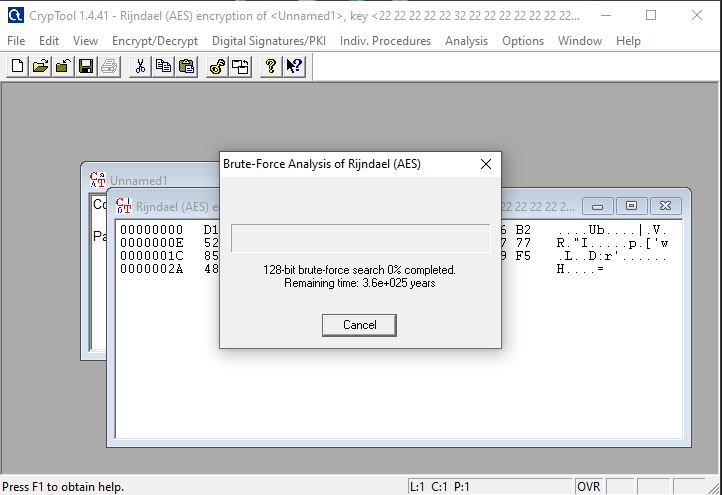 CrypTool 1.4.41 - Rijndael (AES) encryption of <Unnamed1>, key <22 22 22 22 22 32 22 22 22 22 22 22 22...
File Edit View Encrypt/Decrypt Digital Signatures/PKI Indiv. Procedures Analysis Options Window Help
Unnamed1
Co
Pa
Rijndael (AES) e
22 22 22 22 2...
Brute-Force Analysis of Rijndael (AES)
128-bit brute-force search 0% completed.
Remaining time: 3.6e+025 years
Cancel
00000000 D1 6 B2 ....Ub....|.V.
0000000E 52 7 77 R."I.....p.['w
0000001C 85 9 F5 .L..D:r'......
0000002A 48 H....=
Press F1 to obtain help.
L:1 C:1 P:1
OVR